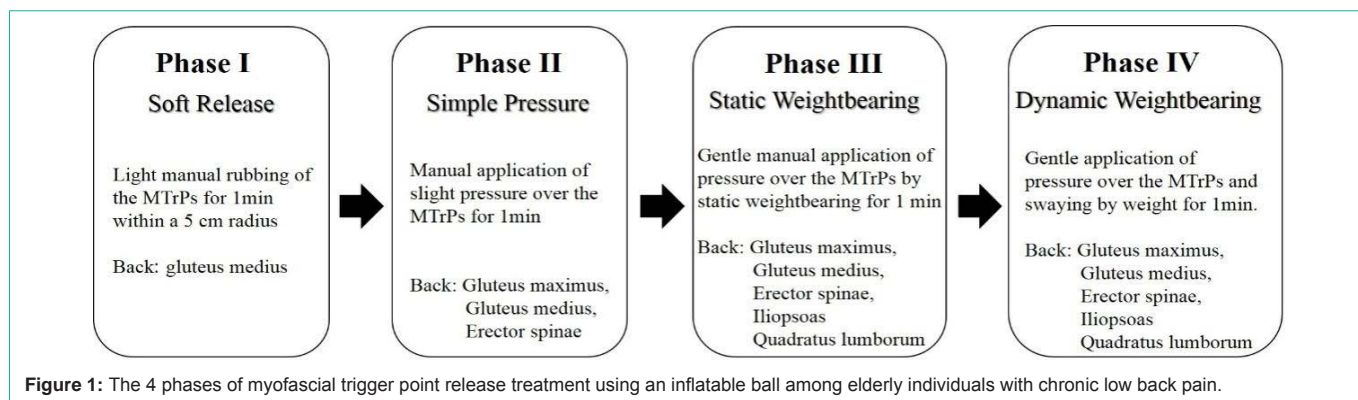 Phase I
Soft Release
Light manual rubbing of
the MTrPs for 1min
within a 5 cm radius
Back: gluteus medius
Phase II
Simple Pressure
Manual application of
slight pressure over the
MTrPs for 1min
Back: Gluteus maximus,
Gluteus medius,
Erector spinae
Phase III
Static Weightbearing
Gentle manual application of
pressure over the MTrPs by
static weightbearing for 1 min
Back: Gluteus maximus,
Gluteus medius,
Erector spinae,
Iliopsoas
Quadratus lumborum
Phase IV
Dynamic Weightbearing
Gentle application of
pressure over the MTrPs and
swaying by weight for 1min.
Back: Gluteus maximus,
Gluteus medius,
Erector spinae,
Iliopsoas
Quadratus lumborum
Figure 1: The 4 phases of myofascial trigger point release treatment using an inflatable ball among elderly individuals with chronic low back pain.